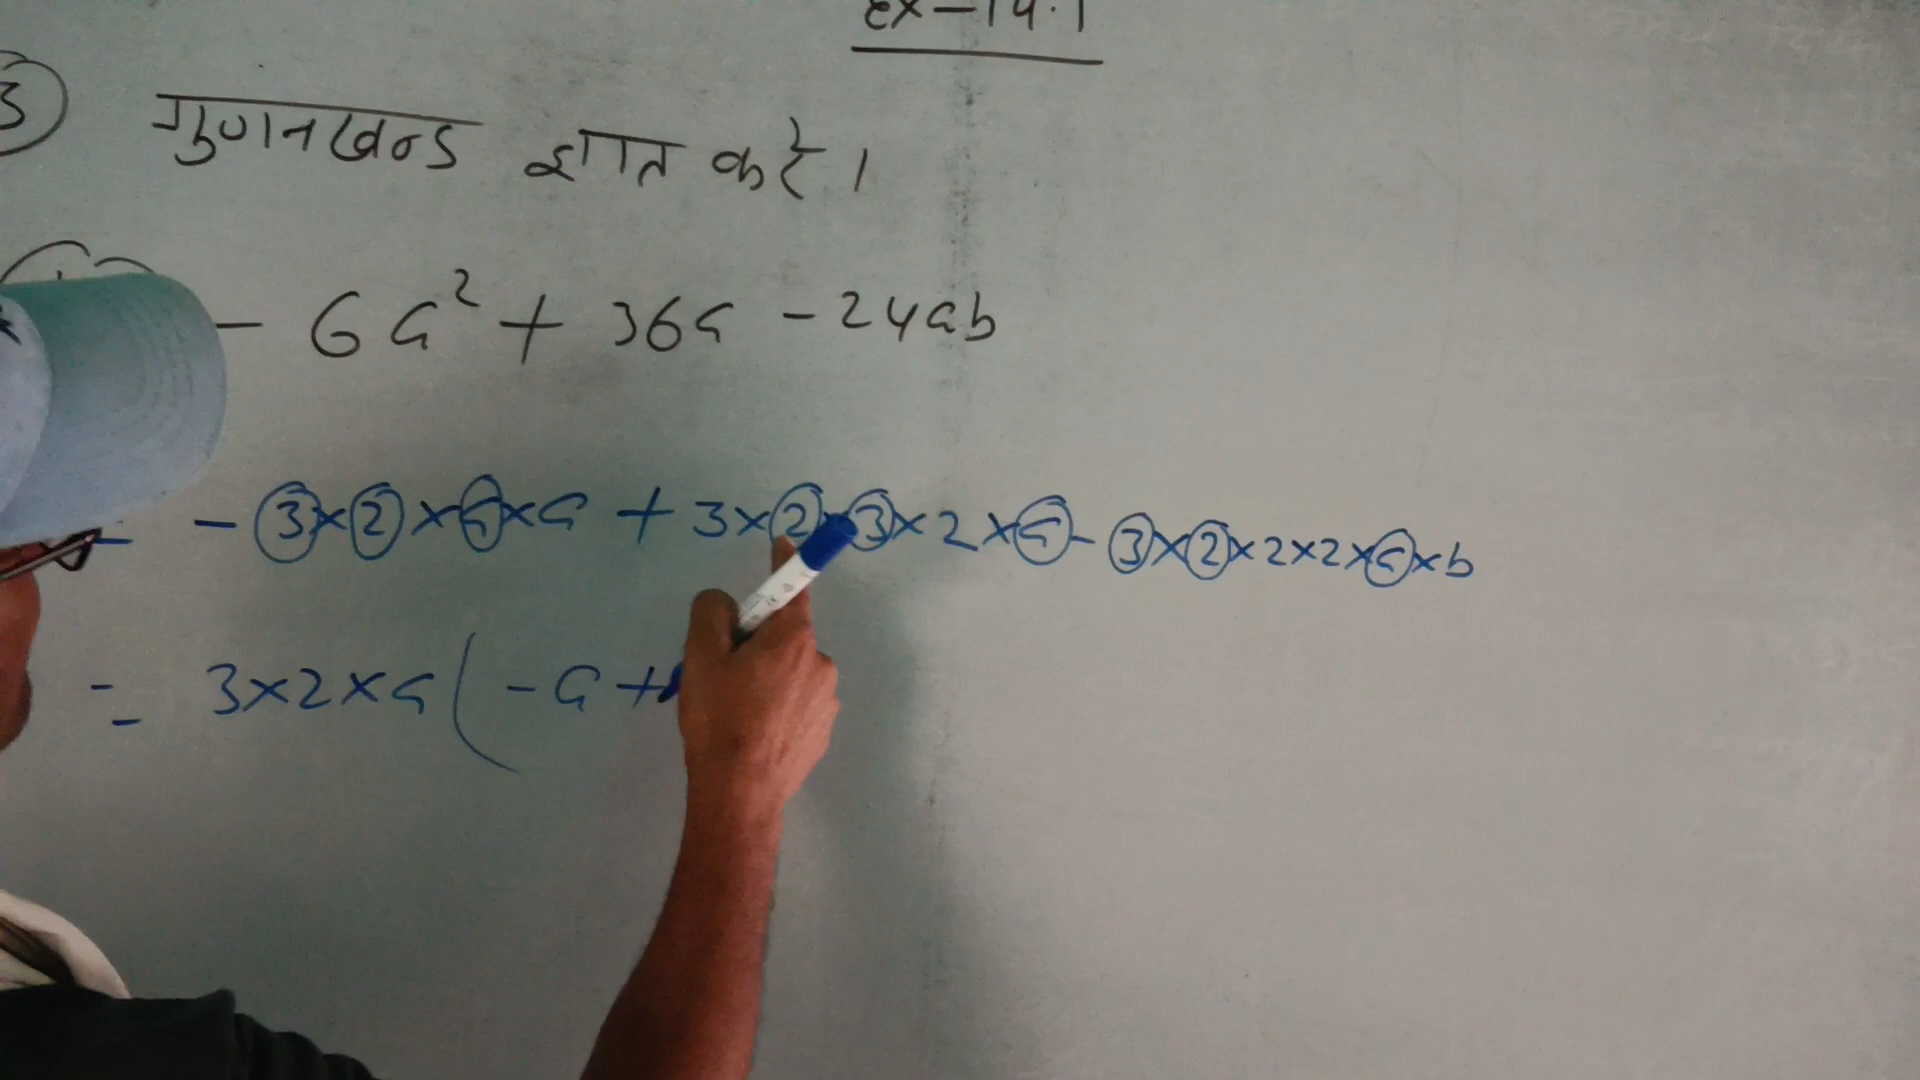 Ex-14.1
3 गुणनखन्ड ज्ञात करें।
- 6a² + 36a - 24ab
= - 3×2×a×a + 3×2×3×2×a - 3×2×2×2×a×b
= 3×2×a ( - a +